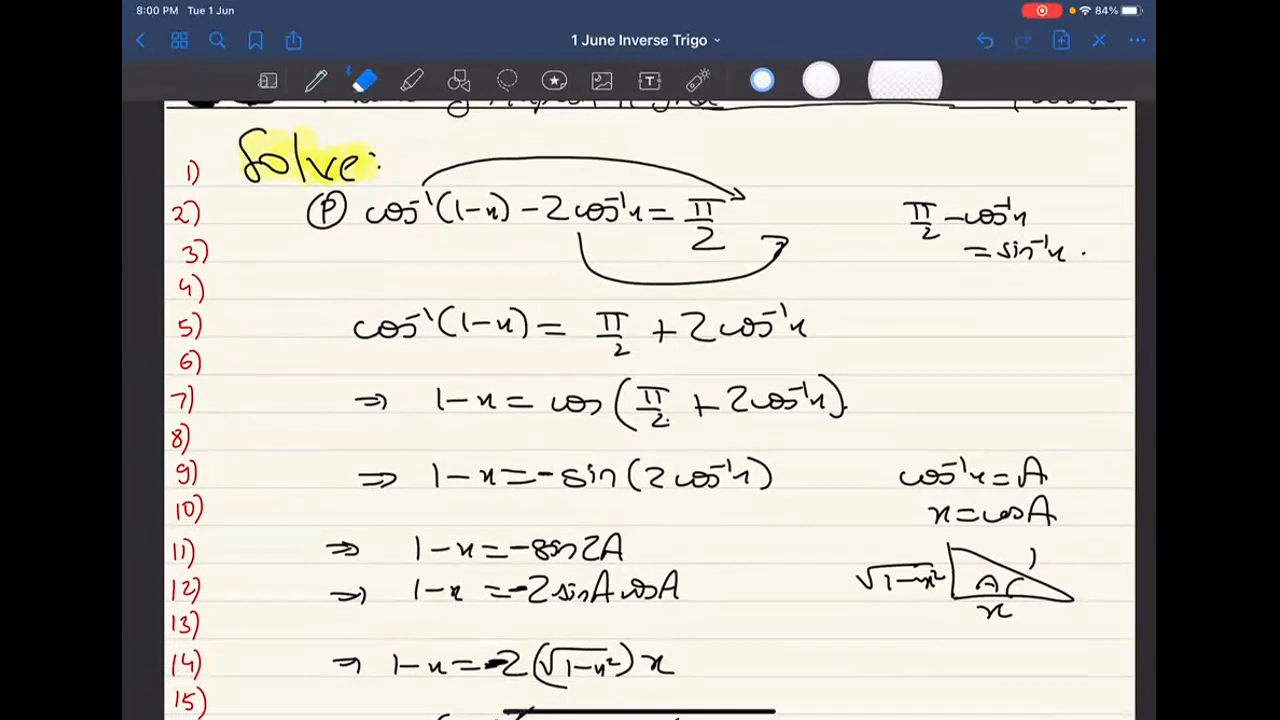 8:00 PM Tue 1 Jun
84%
1 June Inverse Trigo
1) Solve:
2) (P) cos⁻¹(1-x) - 2cos⁻¹x = π/2
π/2 - cos⁻¹x
3) = sin⁻¹x.
4)
5) cos⁻¹(1-x) = π/2 + 2cos⁻¹x
6)
7) ⇒ 1-x = cos(π/2 + 2cos⁻¹x).
8)
9) ⇒ 1-x = -sin(2cos⁻¹x)
cos⁻¹x = A
10) x = cosA
11) ⇒ 1-x = -sin2A
12) ⇒ 1-x = -2sinAcosA
√1-x² A 1
x
13)
14) ⇒ 1-x = -2(√1-x²)x
15)